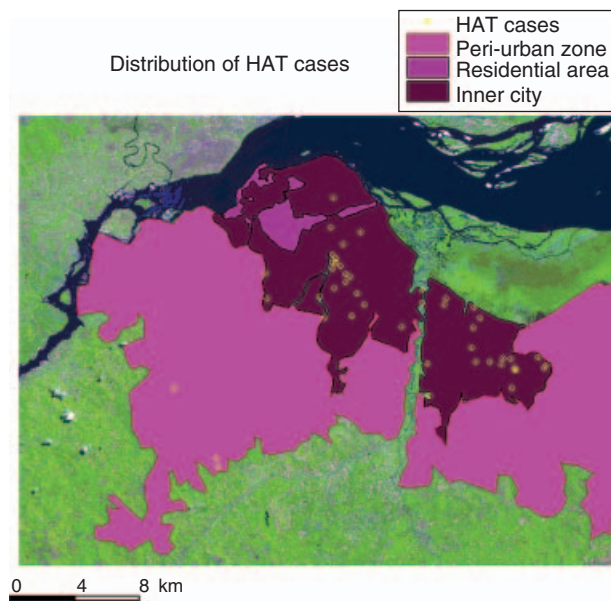 HAT cases
Peri-urban zone
Residential area
Inner city
Distribution of HAT cases
0 4 8 km